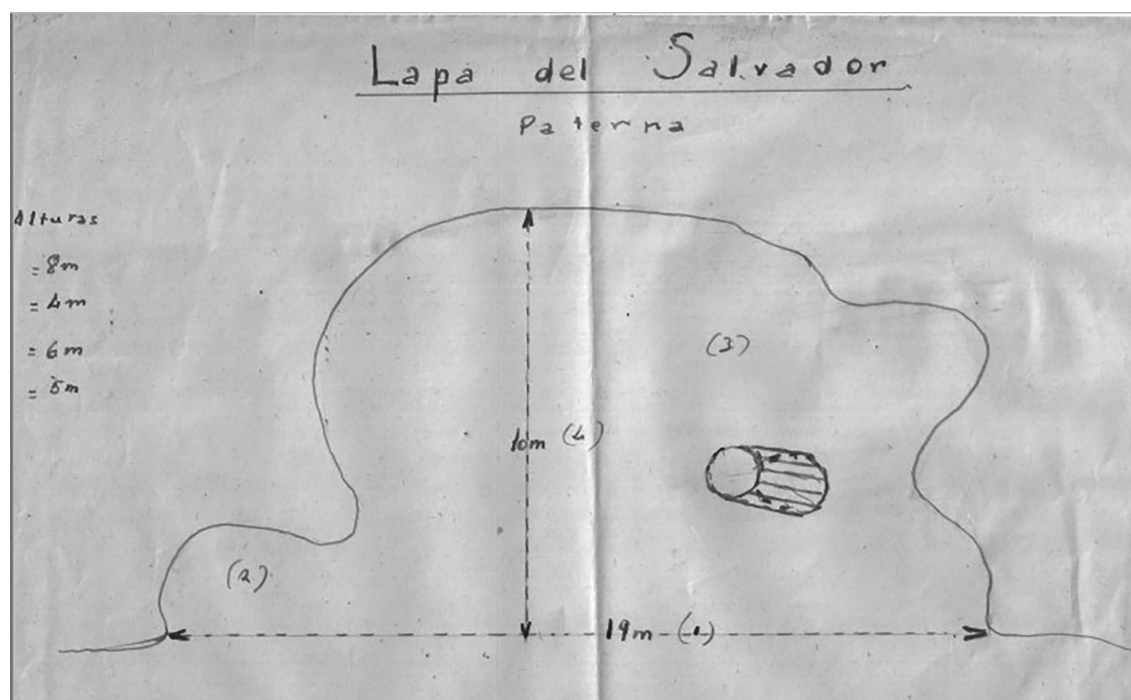 Lapa del Salvador
Paterna
Alturas
= 8m
= 4m
= 6m
= 5m
(3)
10m (4)
(2)
19m (1)